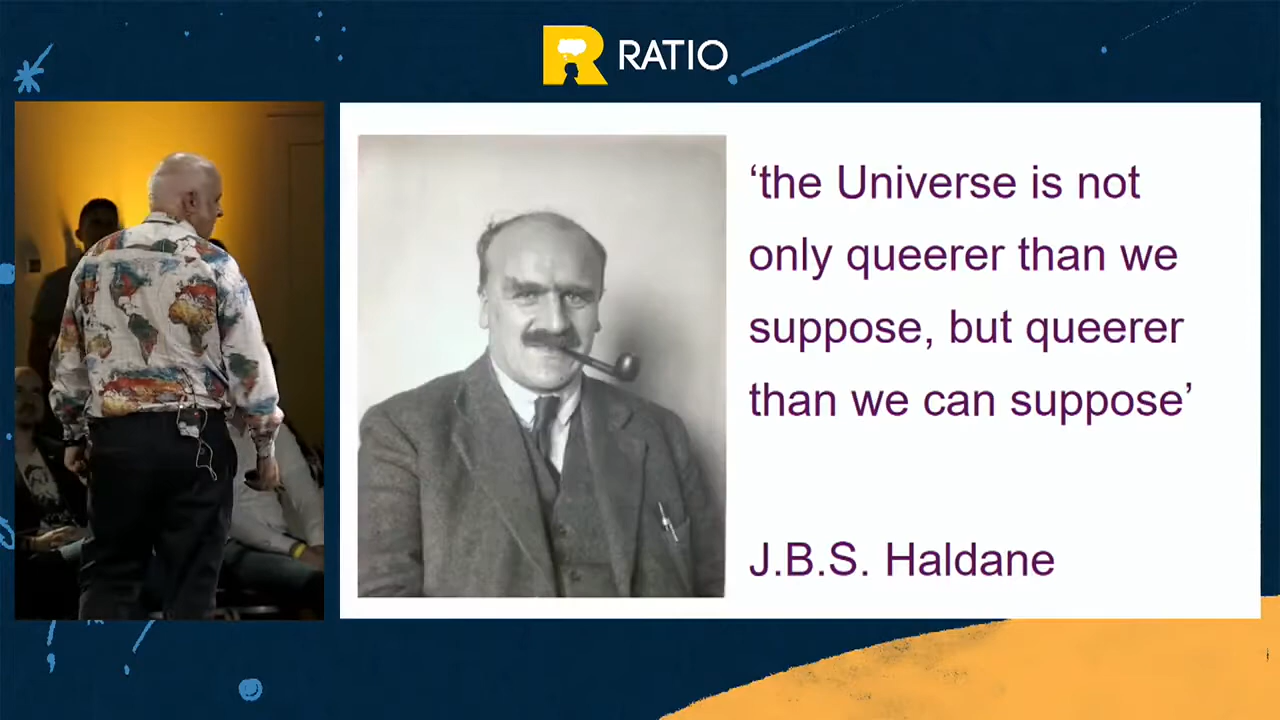 RATIO
‘the Universe is not
only queerer than we
suppose, but queerer
than we can suppose’
J.B.S. Haldane